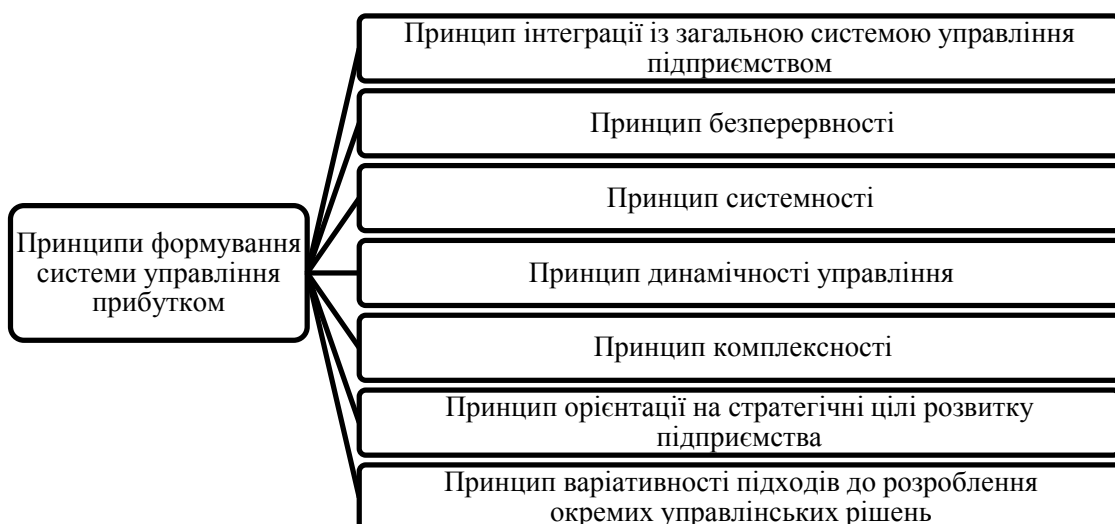 Принципи формування
системи управління
прибутком
Принцип інтеграції із загальною системою управління
підприємством
Принцип безперервності
Принцип системності
Принцип динамічності управління
Принцип комплексності
Принцип орієнтації на стратегічні цілі розвитку
підприємства
Принцип варіативності підходів до розроблення
окремих управлінських рішень